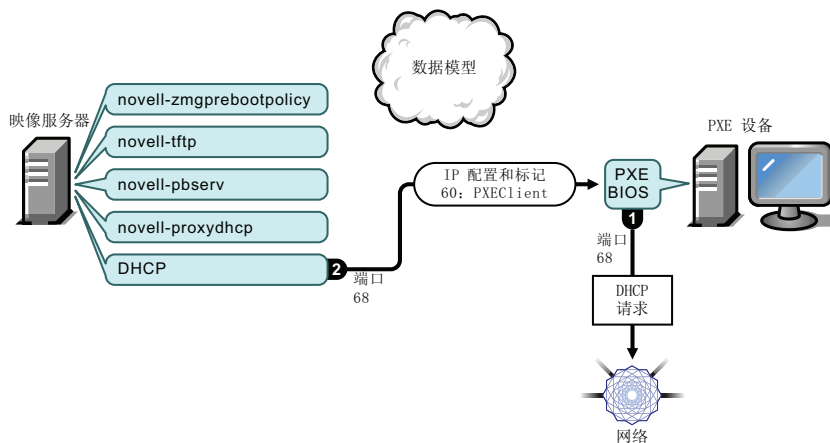 数据模型
映像服务器
novell-zmgprebootpolicy
novell-tftp
novell-pbserv
novell-proxydhcp
DHCP
2
端口
68
IP 配置和标记
60: PXEClient
PXE
BIOS
1
PXE 设备
端口
68
DHCP
请求
网络